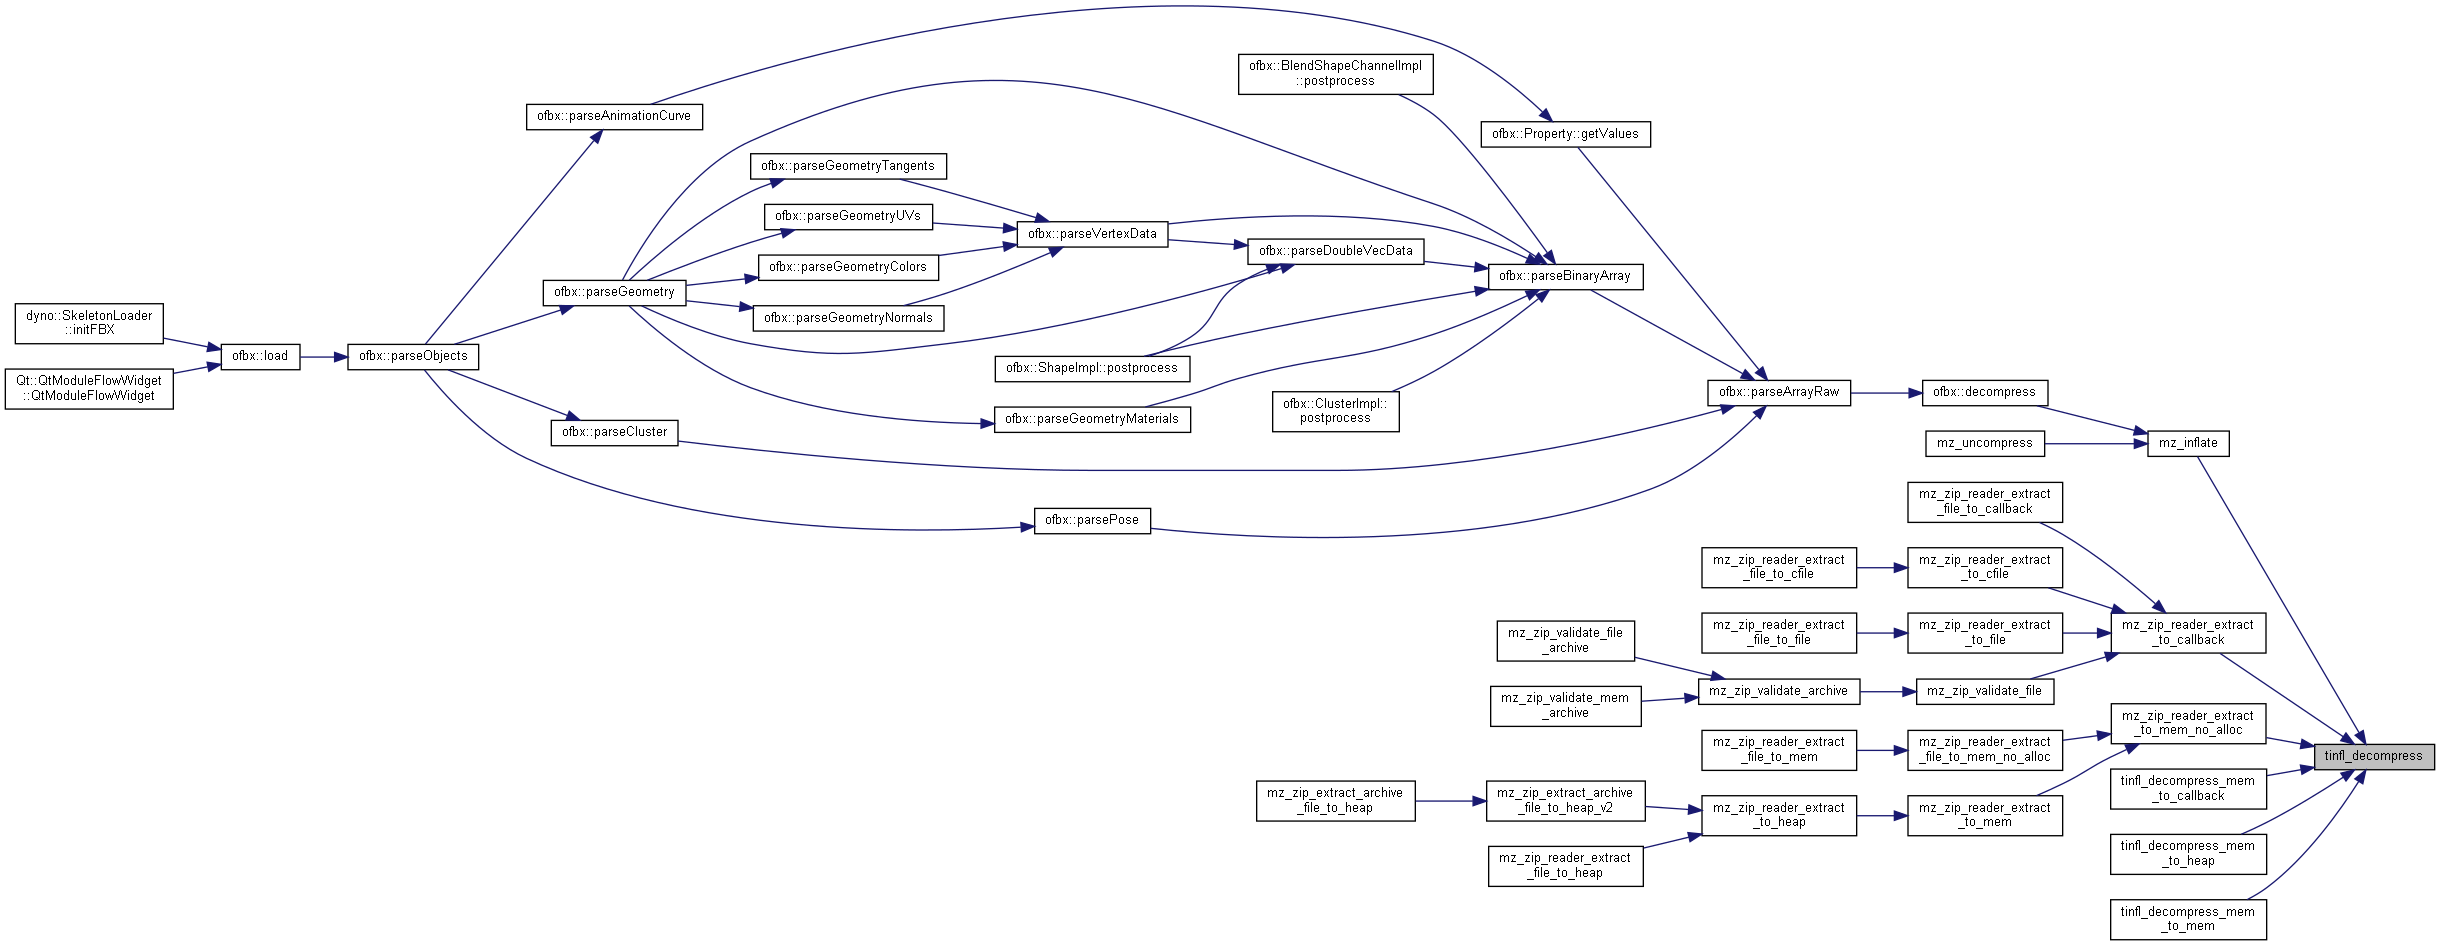 dyno::SkeletonLoader
::initFBX
Qt::QtModuleFlowWidget
::QtModuleFlowWidget
ofbx::load
ofbx::parseObjects
ofbx::parseAnimationCurve
ofbx::parseGeometry
ofbx::parseCluster
ofbx::parseGeometryTangents
ofbx::parseGeometryUVs
ofbx::parseGeometryColors
ofbx::parseGeometryNormals
ofbx::parseVertexData
ofbx::ShapeImpl::postprocess
ofbx::parseGeometryMaterials
ofbx::parsePose
ofbx::BlendShapeChannelImpl
::postprocess
ofbx::parseDoubleVecData
ofbx::ClusterImpl::
postprocess
ofbx::Property::getValues
ofbx::parseBinaryArray
ofbx::parseArrayRaw
ofbx::decompress
mz_uncompress
mz_inflate
mz_zip_reader_extract
_file_to_callback
mz_zip_reader_extract
_file_to_cfile
mz_zip_reader_extract
_to_cfile
mz_zip_reader_extract
_file_to_file
mz_zip_reader_extract
_to_file
mz_zip_reader_extract
_to_callback
mz_zip_validate_file
_archive
mz_zip_validate_mem
_archive
mz_zip_validate_archive
mz_zip_validate_file
mz_zip_reader_extract
_file_to_mem
mz_zip_reader_extract
_file_to_mem_no_alloc
mz_zip_reader_extract
_to_mem_no_alloc
tinfl_decompress
mz_zip_extract_archive
_file_to_heap
mz_zip_extract_archive
_file_to_heap_v2
mz_zip_reader_extract
_file_to_heap
mz_zip_reader_extract
_to_heap
mz_zip_reader_extract
_to_mem
tinfl_decompress_mem
_to_callback
tinfl_decompress_mem
_to_heap
tinfl_decompress_mem
_to_mem